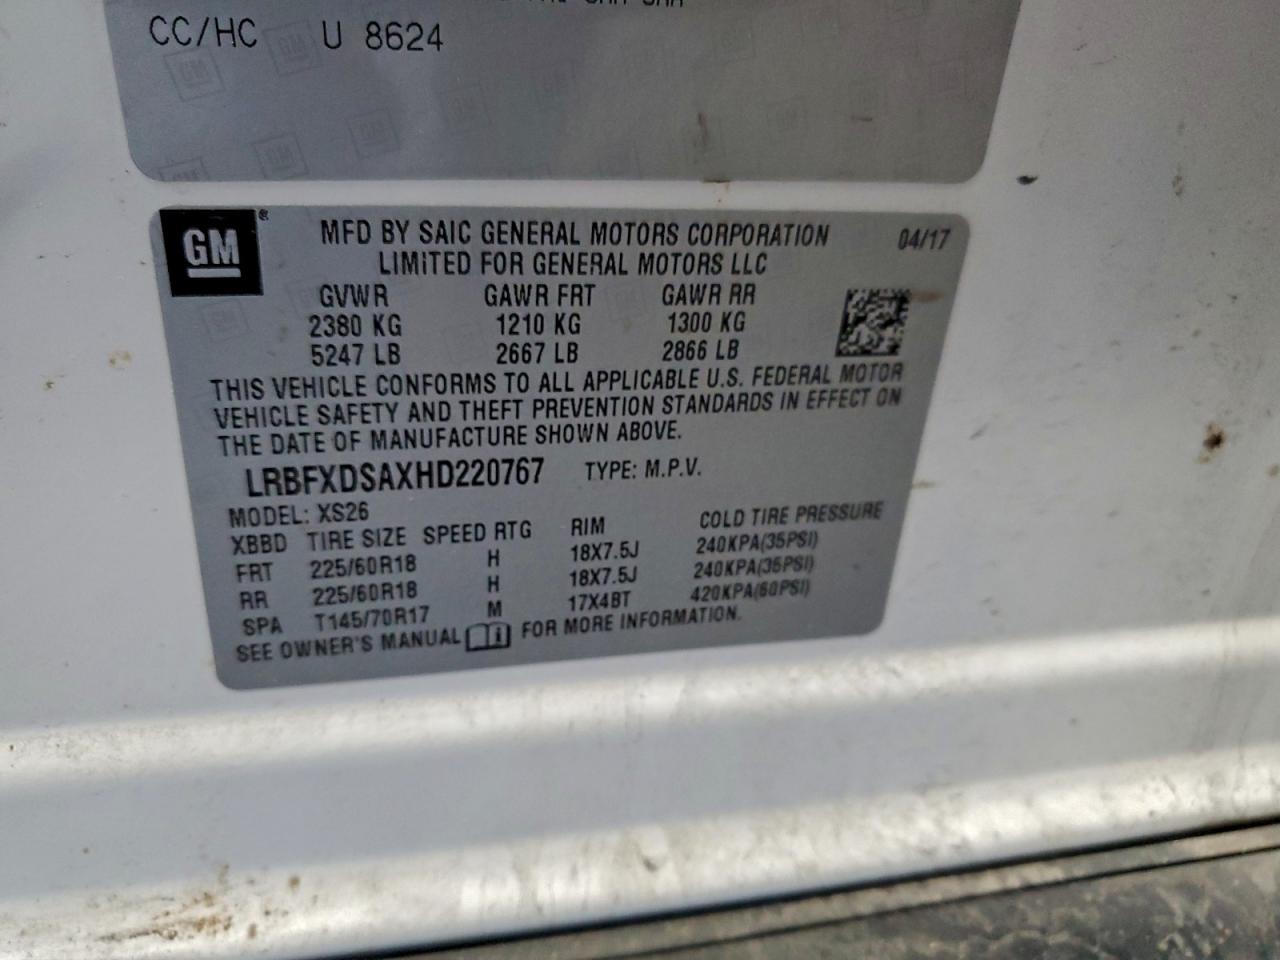 CC/HC U 8624
GM
MFD BY SAIC GENERAL MOTORS CORPORATION 04/17
LIMITED FOR GENERAL MOTORS LLC
GVWR GAWR FRT GAWR RR
2380 KG 1210 KG 1300 KG
5247 LB 2667 LB 2866 LB
THIS VEHICLE CONFORMS TO ALL APPLICABLE U.S. FEDERAL MOTOR
VEHICLE SAFETY AND THEFT PREVENTION STANDARDS IN EFFECT ON
THE DATE OF MANUFACTURE SHOWN ABOVE.
LRBFXDSAXHD220767 TYPE: M.P.V.
MODEL: XS26
XBBD TIRE SIZE SPEED RTG RIM COLD TIRE PRESSURE
FRT 225/60R18 H 18X7.5J 240KPA(35PSI)
RR 225/60R18 H 18X7.5J 240KPA(35PSI)
SPA T145/70R17 M 17X4BT 420KPA(60PSI)
SEE OWNER'S MANUAL FOR MORE INFORMATION.